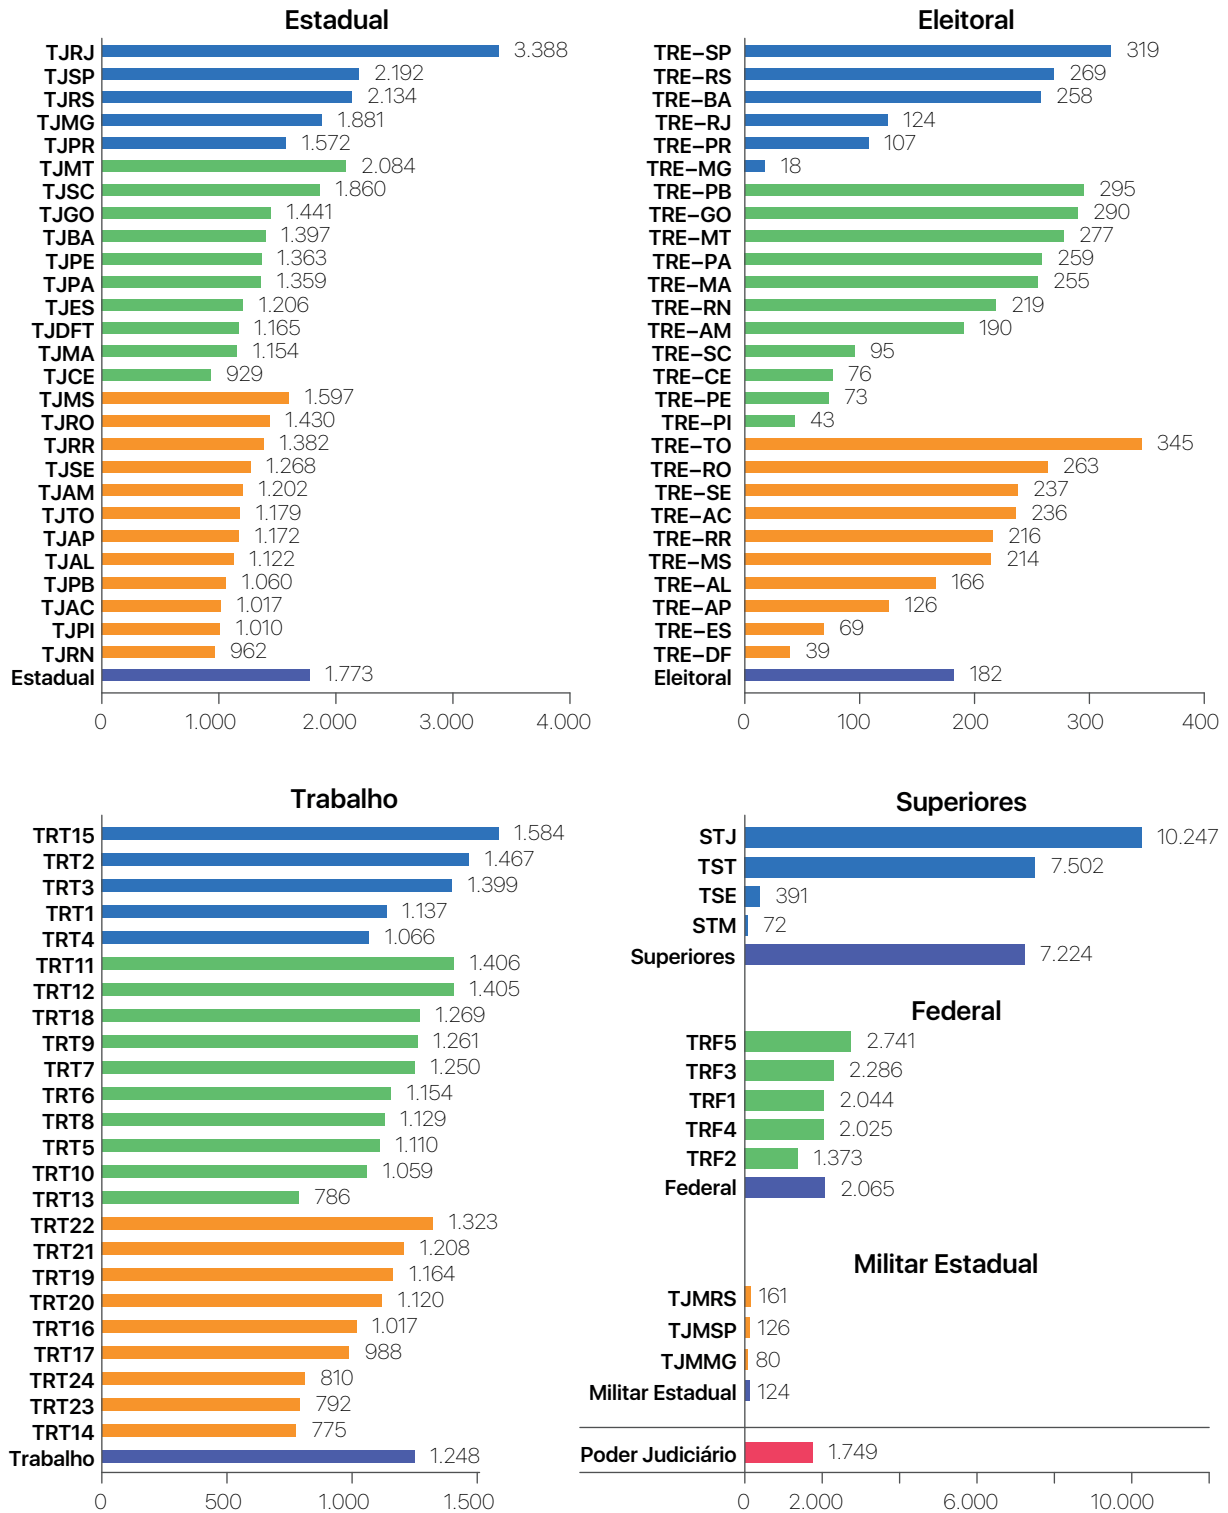 Estadual
TJRJ 3.388
TJSP 2.192
TJRS 2.134
TJMG 1.881
TJPR 1.572
TJMT 2.084
TJSC 1.860
TJGO 1.441
TJBA 1.397
TJPE 1.363
TJPA 1.359
TJES 1.206
TJDFT 1.165
TJMA 1.154
TJCE 929
TJMS 1.597
TJRO 1.430
TJRR 1.382
TJSE 1.268
TJAM 1.202
TJTO 1.179
TJAP 1.172
TJAL 1.122
TJPB 1.060
TJAC 1.017
TJPI 1.010
TJRN 962
Estadual 1.773
0 1.000 2.000 3.000 4.000
Eleitoral
TRE–SP 319
TRE–RS 269
TRE–BA 258
TRE–RJ 124
TRE–PR 107
TRE–MG 18
TRE–PB 295
TRE–GO 290
TRE–MT 277
TRE–PA 259
TRE–MA 255
TRE–RN 219
TRE–AM 190
TRE–SC 95
TRE–CE 76
TRE–PE 73
TRE–PI 43
TRE–TO 345
TRE–RO 263
TRE–SE 237
TRE–AC 236
TRE–RR 216
TRE–MS 214
TRE–AL 166
TRE–AP 126
TRE–ES 69
TRE–DF 39
Eleitoral 182
0 100 200 300 400
Trabalho
TRT15 1.584
TRT2 1.467
TRT3 1.399
TRT1 1.137
TRT4 1.066
TRT11 1.406
TRT12 1.405
TRT18 1.269
TRT9 1.261
TRT7 1.250
TRT6 1.154
TRT8 1.129
TRT5 1.110
TRT10 1.059
TRT13 786
TRT22 1.323
TRT21 1.208
TRT19 1.164
TRT20 1.120
TRT16 1.017
TRT17 988
TRT24 810
TRT23 792
TRT14 775
Trabalho 1.248
0 500 1.000 1.500
Superiores
STJ 10.247
TST 7.502
TSE 391
STM 72
Superiores 7.224
Federal
TRF5 2.741
TRF3 2.286
TRF1 2.044
TRF4 2.025
TRF2 1.373
Federal 2.065
Militar Estadual
TJMRS 161
TJMSP 126
TJMMG 80
Militar Estadual 124
Poder Judiciário 1.749
0 2.000 6.000 10.000